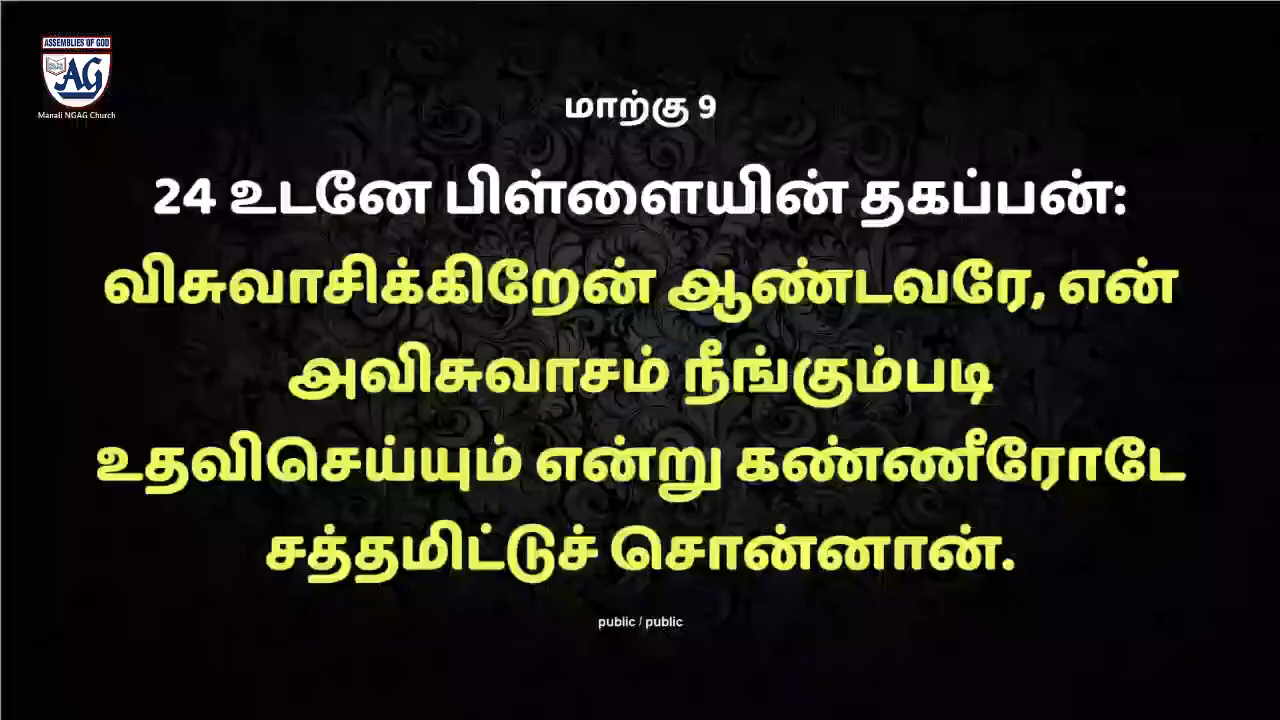 ASSEMBLIES OF GOD
AG
Manali NGAG Church
மாற்கு 9
24 உடனே பிள்ளையின் தகப்பன்:
விசுவாசிக்கிறேன் ஆண்டவரே, என்
அவிசுவாசம் நீங்கும்படி
உதவிசெய்யும் என்று கண்ணீரோடே
சத்தமிட்டுச் சொன்னான்.
public / public